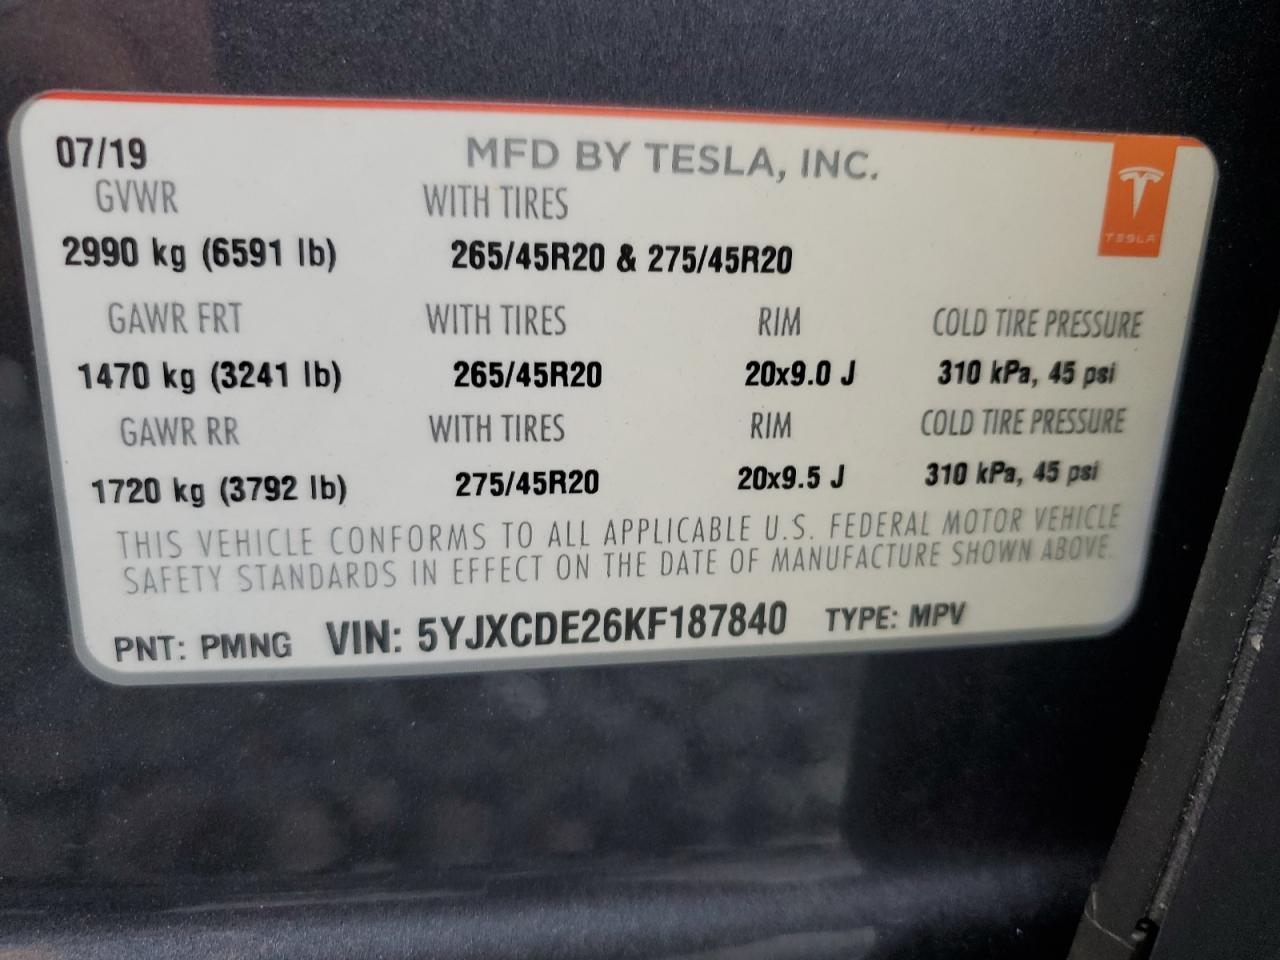 07/19 MFD BY TESLA, INC.
GVWR WITH TIRES
TESLA
2990 kg (6591 lb) 265/45R20 & 275/45R20
GAWR FRT WITH TIRES RIM COLD TIRE PRESSURE
1470 kg (3241 lb) 265/45R20 20x9.0 J 310 kPa, 45 psi
GAWR RR WITH TIRES RIM COLD TIRE PRESSURE
1720 kg (3792 lb) 275/45R20 20x9.5 J 310 kPa, 45 psi
THIS VEHICLE CONFORMS TO ALL APPLICABLE U.S. FEDERAL MOTOR VEHICLE
SAFETY STANDARDS IN EFFECT ON THE DATE OF MANUFACTURE SHOWN ABOVE.
PNT: PMNG VIN: 5YJXCDE26KF187840 TYPE: MPV